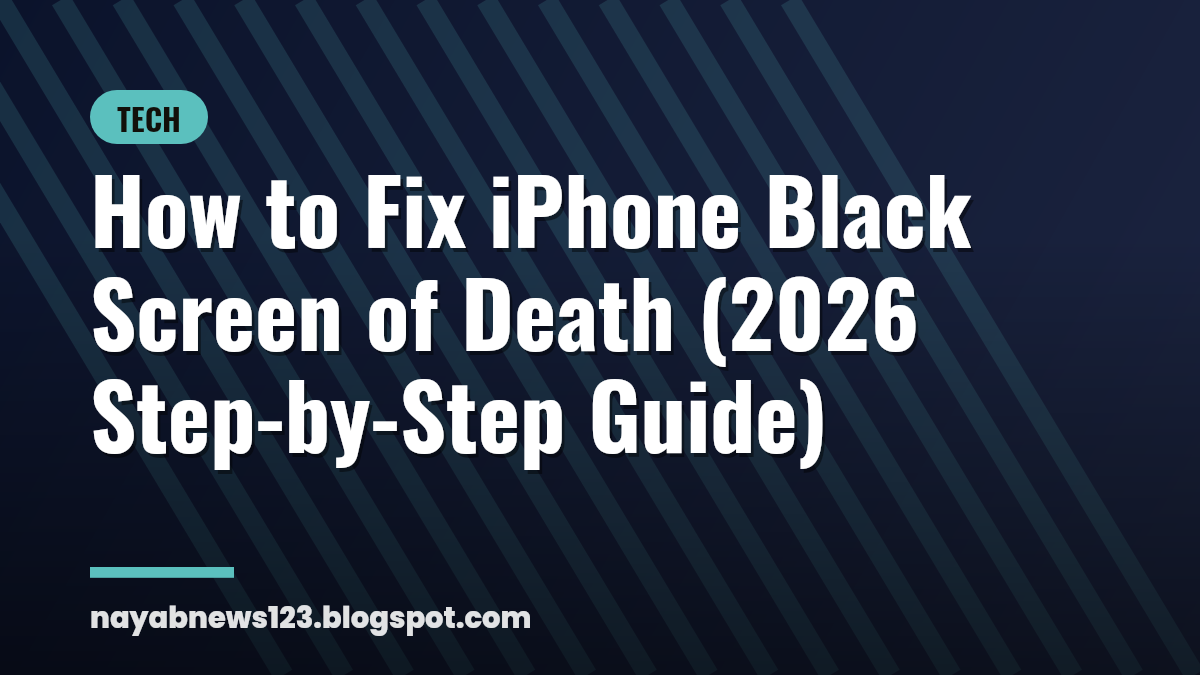 TECH
How to Fix iPhone Black
Screen of Death (2026
Step-by-Step Guide)
nayabnews123.blogspot.com